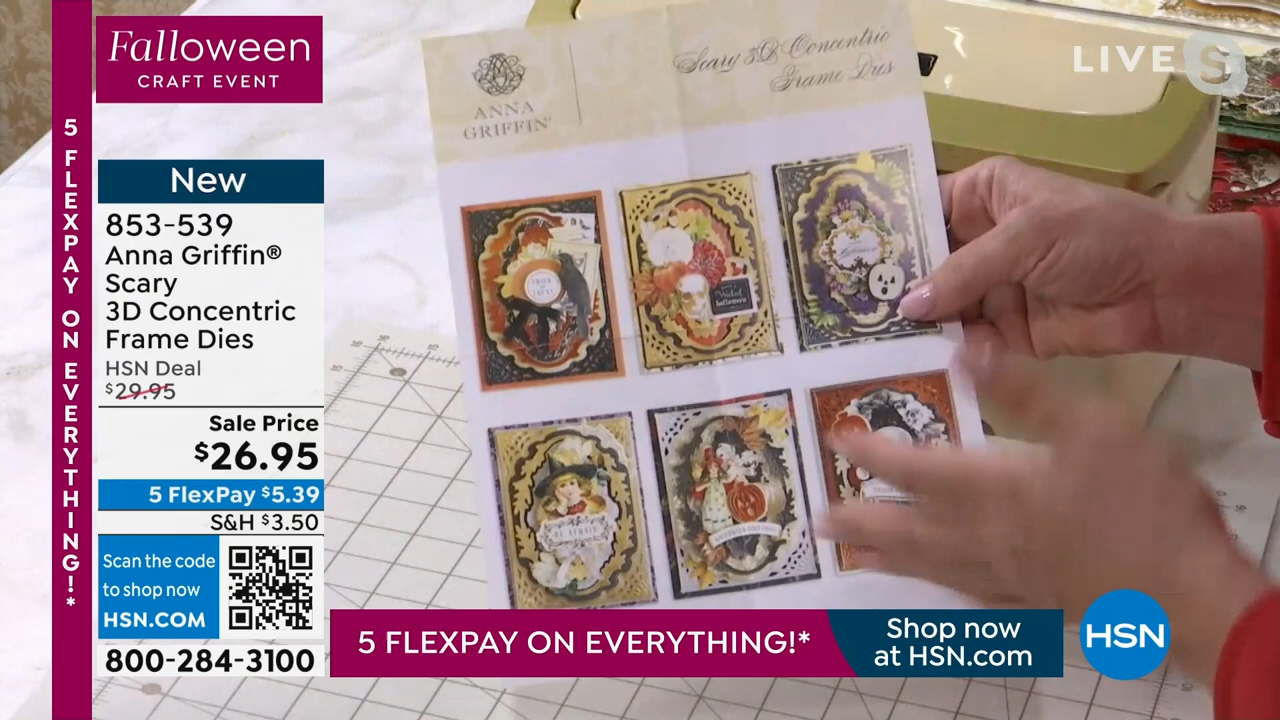 Falloween
CRAFT EVENT
5 FLEXPAY ON EVERYTHING!*
New
853-539
Anna Griffin®
Scary
3D Concentric
Frame Dies
HSN Deal
$29.95
Sale Price
$26.95
5 FlexPay $5.39
S&H $3.50
Scan the code
to shop now
HSN.COM
800-284-3100
ANNA
GRIFFIN®
Scary 3D Concentric
Frame Dies
LIVE
S
5 FLEXPAY ON EVERYTHING!*
Shop now
at HSN.com
HSN